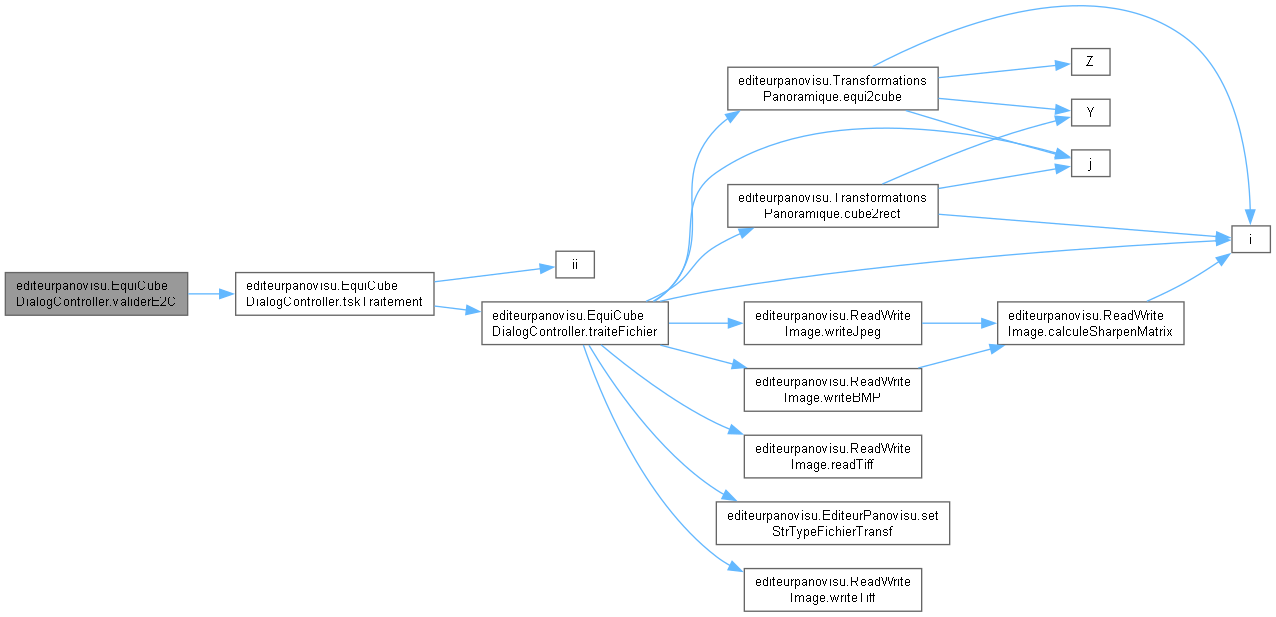 editeurpanovisu.EquiCube
DialogController.validerE2C
editeurpanovisu.EquiCube
DialogController.tskTraitement
ii
editeurpanovisu.EquiCube
DialogController.traiteFichier
editeurpanovisu.Transformations
Panoramique.equi2cube
editeurpanovisu.Transformations
Panoramique.cube2rect
editeurpanovisu.ReadWrite
Image.writeJpeg
editeurpanovisu.ReadWrite
Image.writeBMP
editeurpanovisu.ReadWrite
Image.readTiff
editeurpanovisu.EditeurPanovisu.set
StrTypeFichierTransf
editeurpanovisu.ReadWrite
Image.writeTiff
Z
Y
j
editeurpanovisu.ReadWrite
Image.calculeSharpenMatrix
i